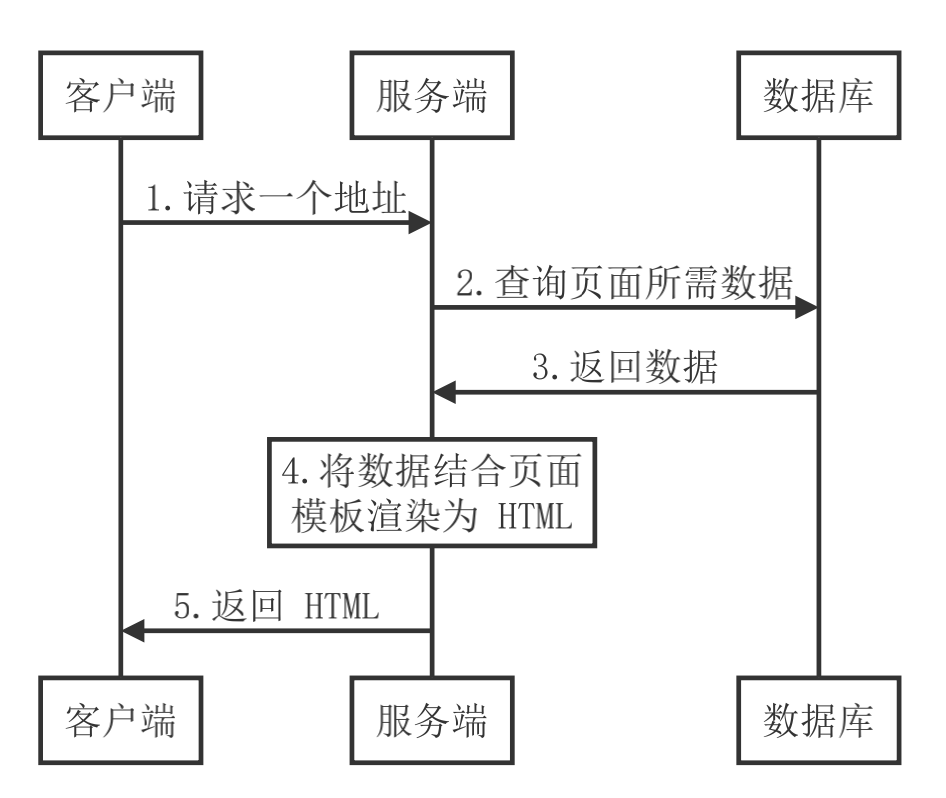 客户端
服务端
数据库
1.请求一个地址
2.查询页面所需数据
3.返回数据
4.将数据结合页面
模板渲染为 HTML
5.返回 HTML
客户端
服务端
数据库